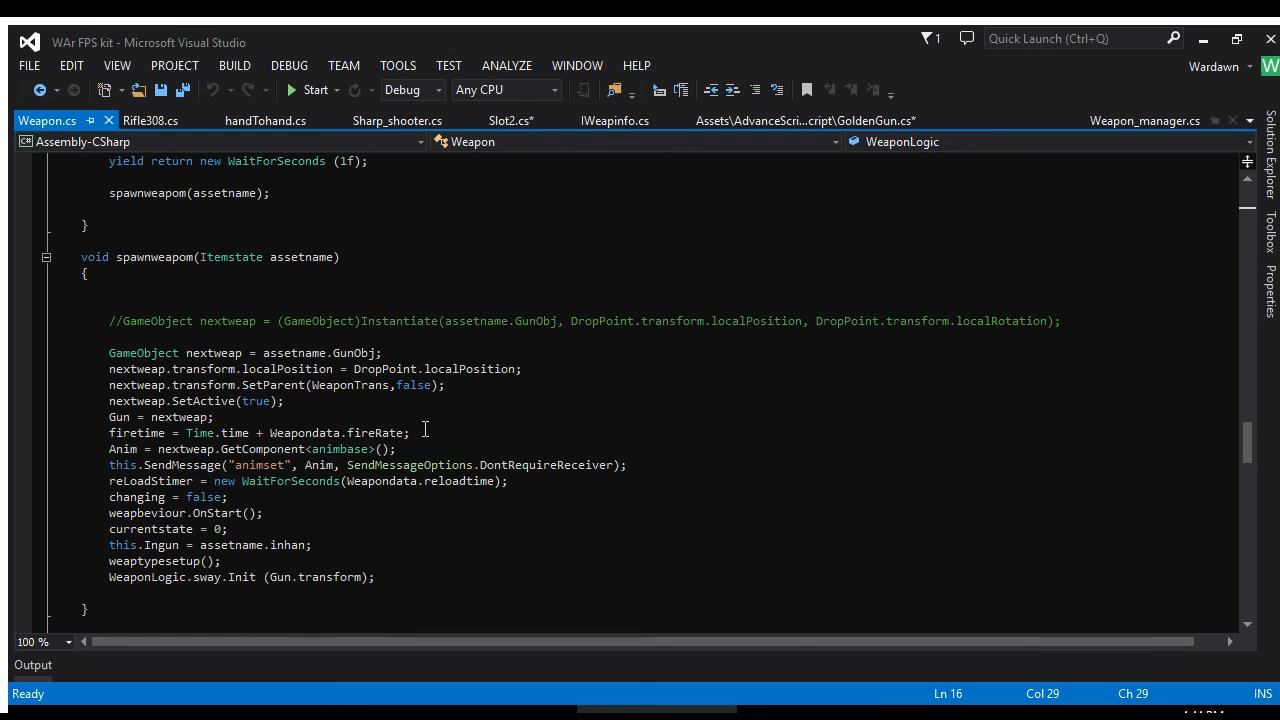 WAr FPS kit - Microsoft Visual Studio
1
Quick Launch (Ctrl+Q)
FILE EDIT VIEW PROJECT BUILD DEBUG TEAM TOOLS TEST ANALYZE WINDOW HELP
Wardawn W
Start Debug Any CPU
Weapon.cs Rifle308.cs handTohand.cs Sharp_shooter.cs Slot2.cs* IWeapinfo.cs Assets\AdvanceScri...cript\GoldenGun.cs* Weapon_manager.cs
Assembly-CSharp Weapon WeaponLogic
Solution Explorer
Toolbox
Properties
yield return new WaitForSeconds (1f);
spawnweapom(assetname);
}
void spawnweapom(Itemstate assetname)
{
//GameObject nextweap = (GameObject)Instantiate(assetname.GunObj, DropPoint.transform.localPosition, DropPoint.transform.localRotation);
GameObject nextweap = assetname.GunObj;
nextweap.transform.localPosition = DropPoint.localPosition;
nextweap.transform.SetParent(WeaponTrans,false);
nextweap.SetActive(true);
Gun = nextweap;
firetime = Time.time + Weapondata.fireRate;
Anim = nextweap.GetComponent<animbase>();
this.SendMessage("animset", Anim, SendMessageOptions.DontRequireReceiver);
reLoadStimer = new WaitForSeconds(Weapondata.reloadtime);
changing = false;
weapbeviour.OnStart();
currentstate = 0;
this.Ingun = assetname.inhan;
weaptypesetup();
WeaponLogic.sway.Init (Gun.transform);
}
100 %
Output
Ready Ln 16 Col 29 Ch 29 INS